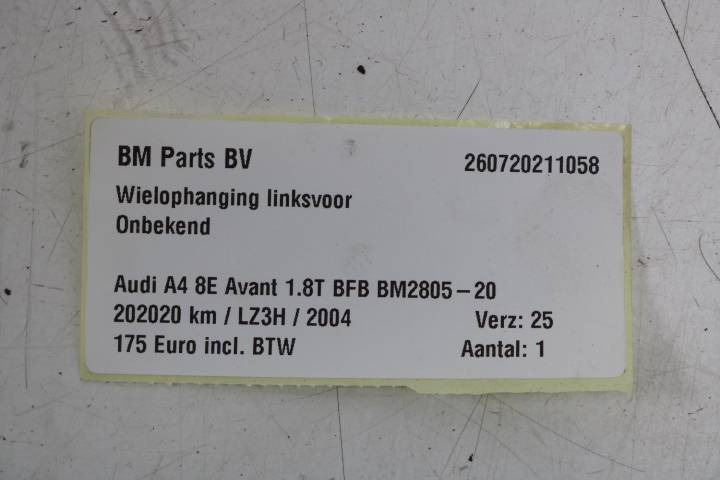 BM Parts BV 260720211058
Wielophanging linksvoor
Onbekend
Audi A4 8E Avant 1.8T BFB BM2805-20
202020 km / LZ3H / 2004 Verz: 25
175 Euro incl. BTW Aantal: 1